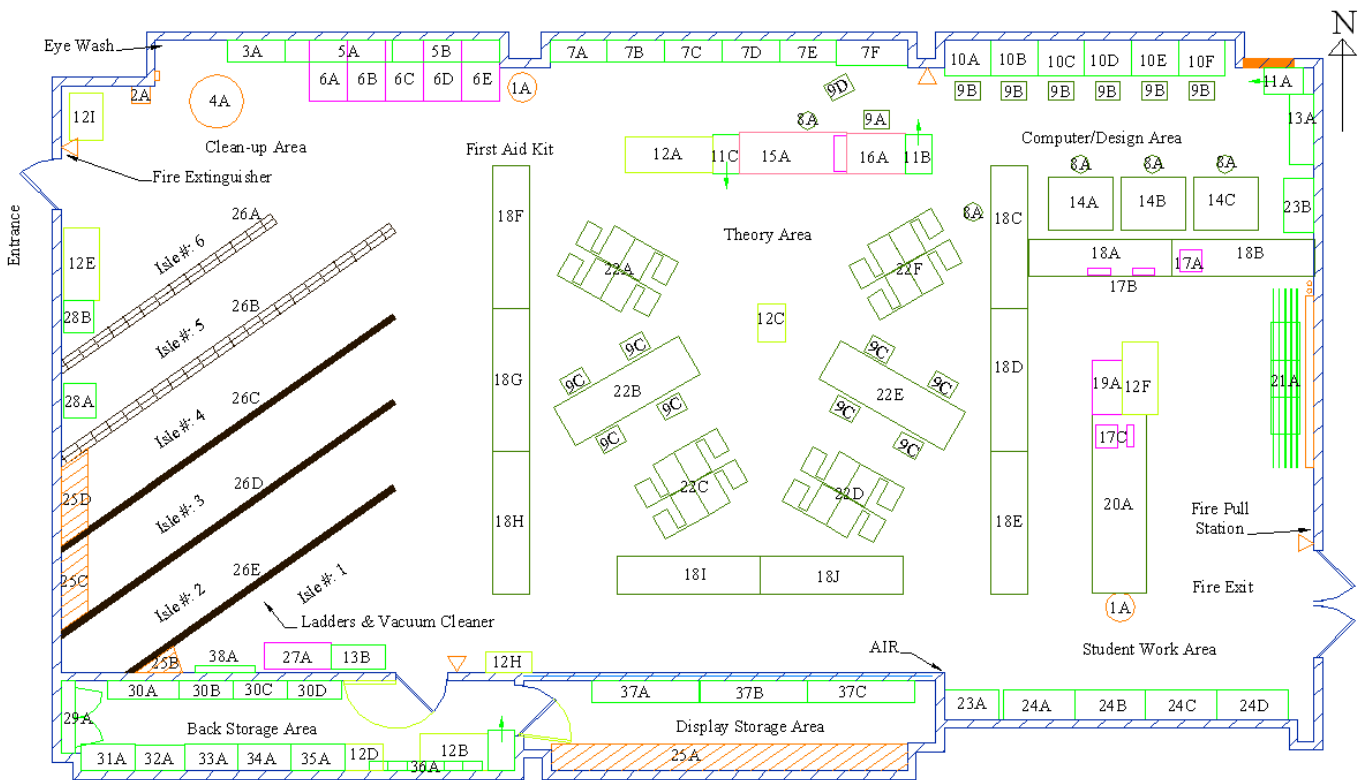 N
Eye Wash
3A
5A
5B
7A
7B
7C
7D
7E
7F
10A
10B
10C
10D
10E
10F
6A
6B
6C
6D
6E
1A
11A
2A
4A
9D
9B
9B
9B
9B
9B
9B
12I
8A
9A
13A
Clean-up Area
First Aid Kit
12A
11C
15A
16A
11B
Computer/Design Area
Fire Extinguisher
8A
8A
8A
14A
14B
14C
23B
Entrance
26A
18F
8A
18C
Isle#: 6
Theory Area
12E
22A
22F
18A
17A
18B
17B
28B
26B
Isle#: 5
12C
9C
9C
18G
18D
9C
9C
19A
12F
21A
28A
26C
22B
22E
9C
9C
Isle#: 4
9C
9C
17C
25D
26D
22C
22D
Isle#: 3
18H
18E
20A
Fire Pull
Station
25C
26E
18I
18J
Isle#: 2
Isle#: 1
Fire Exit
1A
Ladders & Vacuum Cleaner
Student Work Area
25B
38A
27A
13B
12H
AIR
30A
30B
30C
30D
37A
37B
37C
23A
24A
24B
24C
24D
29A
Back Storage Area
Display Storage Area
31A
32A
33A
34A
35A
12D
36A
12B
25A